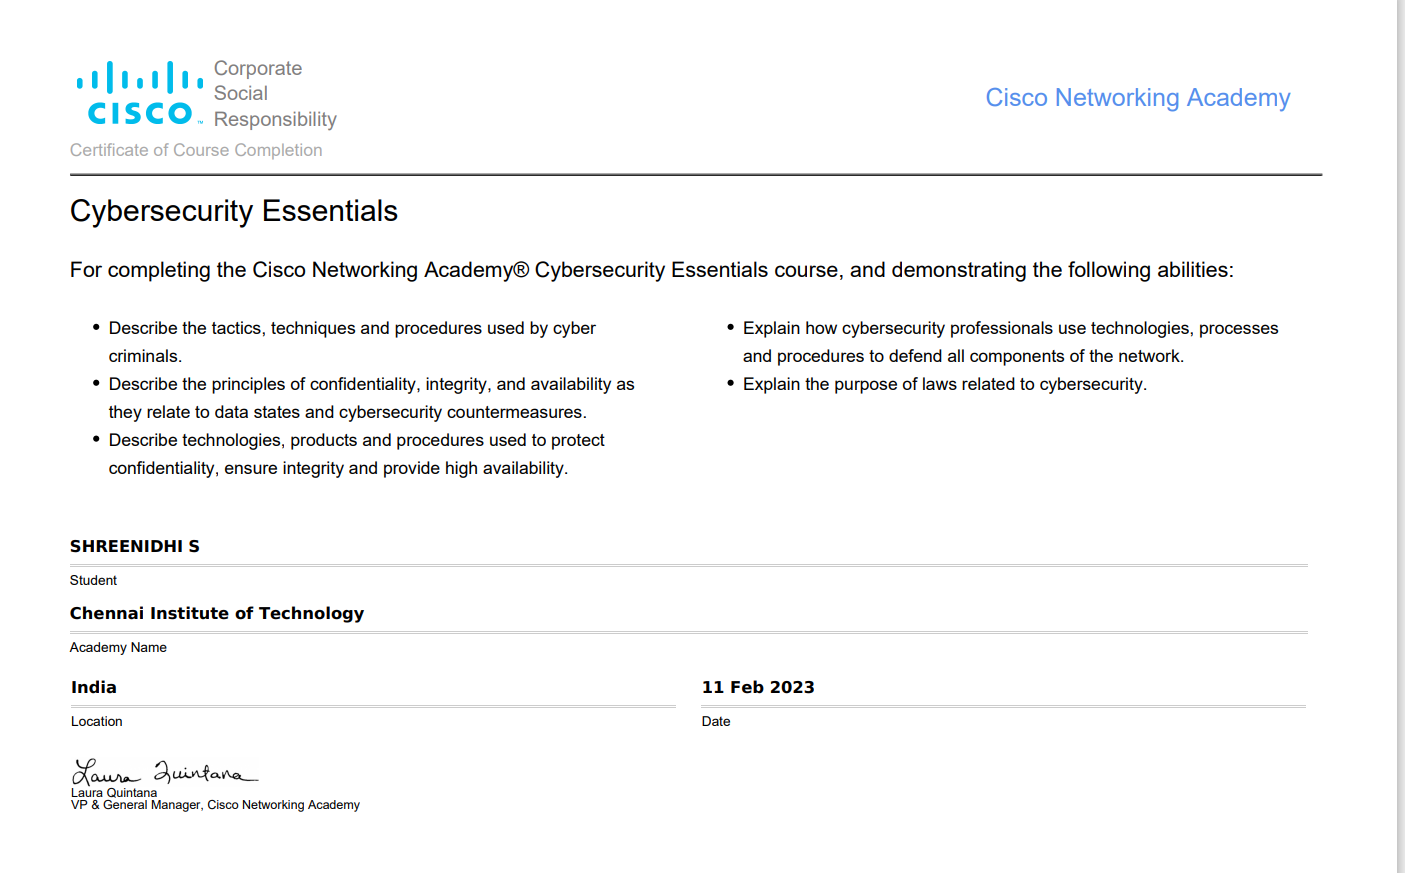 CISCO™
Corporate
Social
Responsibility
Cisco Networking Academy
Certificate of Course Completion
Cybersecurity Essentials
For completing the Cisco Networking Academy® Cybersecurity Essentials course, and demonstrating the following abilities:
• Describe the tactics, techniques and procedures used by cyber
criminals.
• Describe the principles of confidentiality, integrity, and availability as
they relate to data states and cybersecurity countermeasures.
• Describe technologies, products and procedures used to protect
confidentiality, ensure integrity and provide high availability.
• Explain how cybersecurity professionals use technologies, processes
and procedures to defend all components of the network.
• Explain the purpose of laws related to cybersecurity.
SHREENIDHI S
Student
Chennai Institute of Technology
Academy Name
India
Location
11 Feb 2023
Date
Laura Quintana
Laura Quintana
VP & General Manager, Cisco Networking Academy